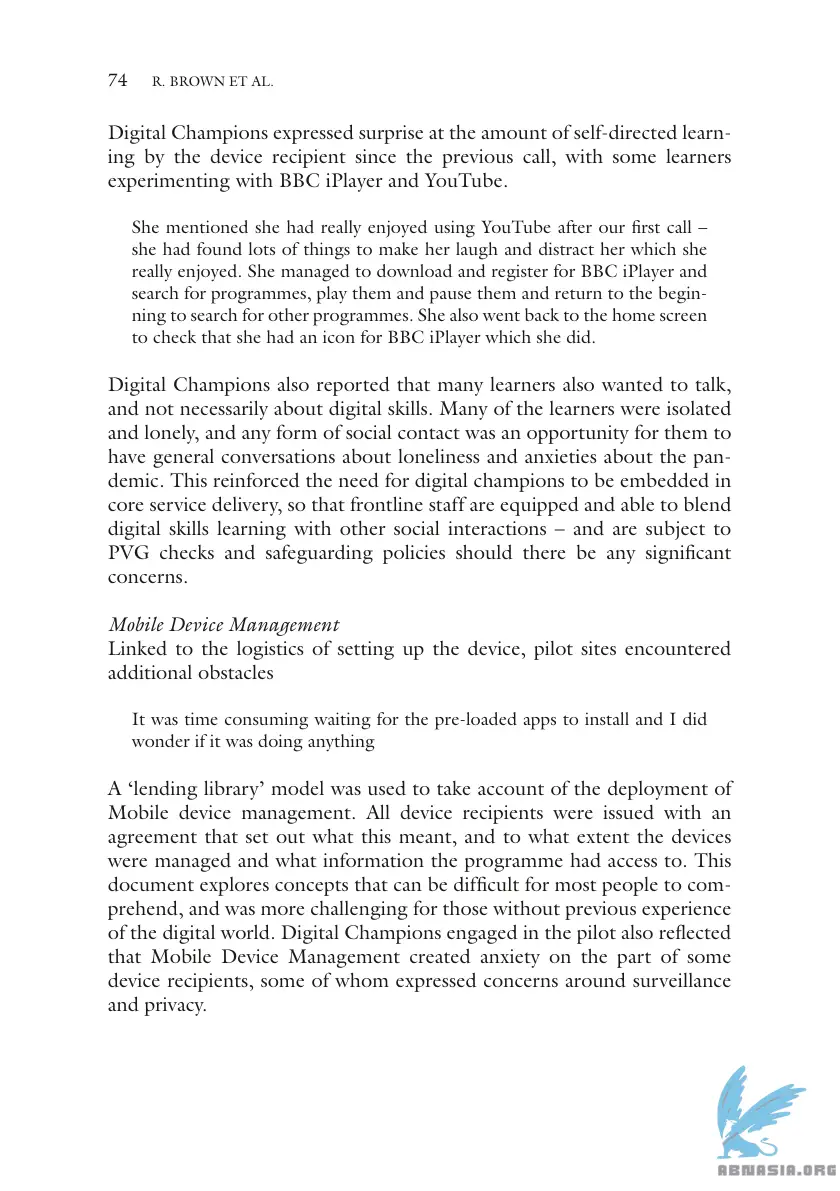 74 R. BROWN ET AL.
Digital Champions expressed surprise at the amount of self-directed learn-
ing by the device recipient since the previous call, with some learners
experimenting with BBC iPlayer and YouTube.
She mentioned she had really enjoyed using YouTube after our first call –
she had found lots of things to make her laugh and distract her which she
really enjoyed. She managed to download and register for BBC iPlayer and
search for programmes, play them and pause them and return to the begin-
ning to search for other programmes. She also went back to the home screen
to check that she had an icon for BBC iPlayer which she did.
Digital Champions also reported that many learners also wanted to talk,
and not necessarily about digital skills. Many of the learners were isolated
and lonely, and any form of social contact was an opportunity for them to
have general conversations about loneliness and anxieties about the pan-
demic. This reinforced the need for digital champions to be embedded in
core service delivery, so that frontline staff are equipped and able to blend
digital skills learning with other social interactions – and are subject to
PVG checks and safeguarding policies should there be any significant
concerns.
Mobile Device Management
Linked to the logistics of setting up the device, pilot sites encountered
additional obstacles
It was time consuming waiting for the pre-loaded apps to install and I did
wonder if it was doing anything
A ‘lending library’ model was used to take account of the deployment of
Mobile device management. All device recipients were issued with an
agreement that set out what this meant, and to what extent the devices
were managed and what information the programme had access to. This
document explores concepts that can be difficult for most people to com-
prehend, and was more challenging for those without previous experience
of the digital world. Digital Champions engaged in the pilot also reflected
that Mobile Device Management created anxiety on the part of some
device recipients, some of whom expressed concerns around surveillance
and privacy.
ABNASIA.ORG